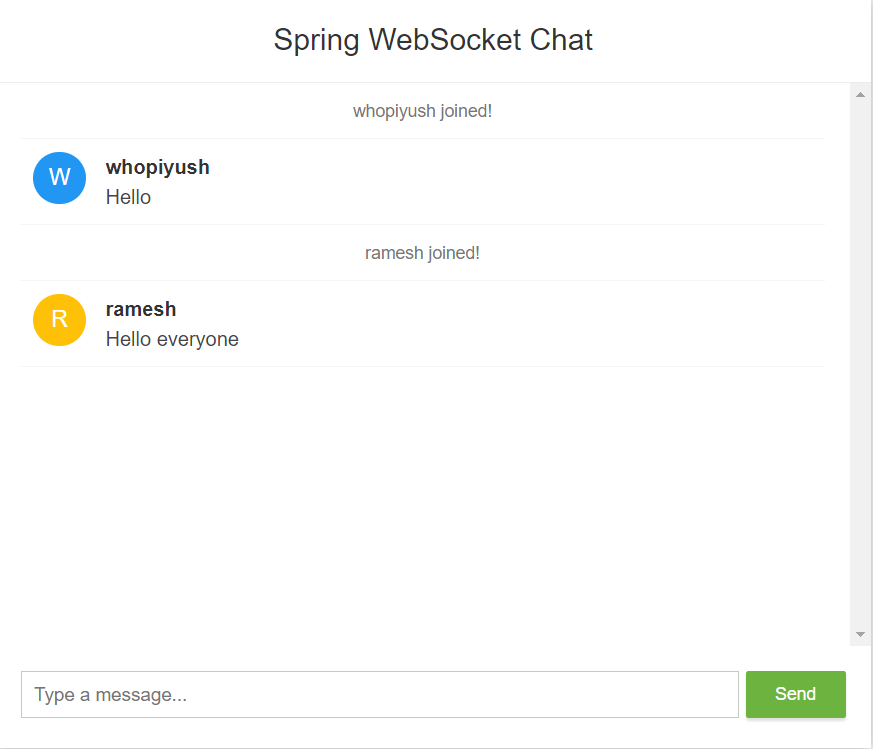 Spring WebSocket Chat
whopiyush joined!
W
whopiyush
Hello
ramesh joined!
R
ramesh
Hello everyone
Type a message...
Send